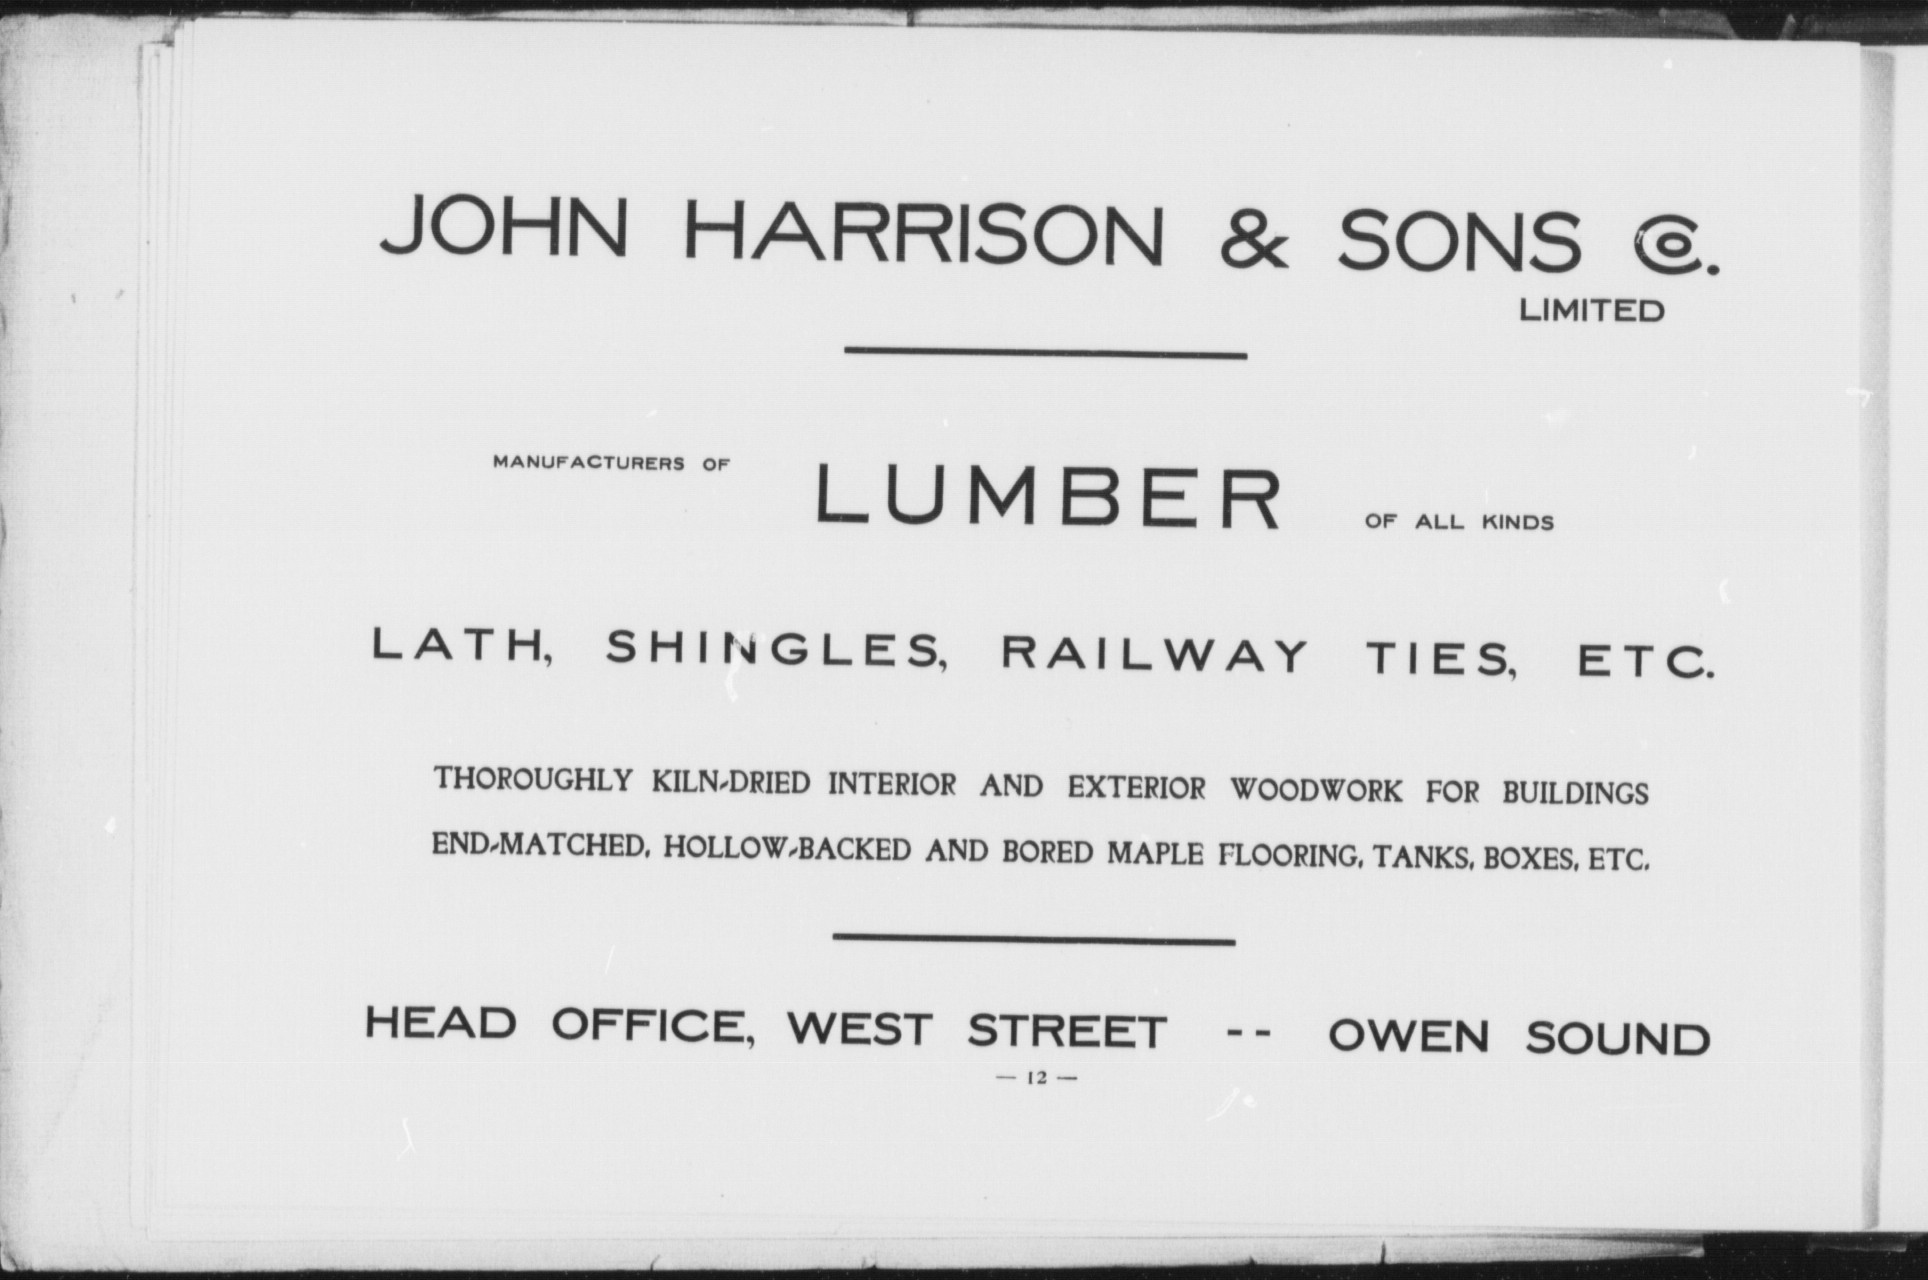 JOHN HARRISON & SONS CO.
LIMITED
MANUFACTURERS OF LUMBER OF ALL KINDS
LATH, SHINGLES, RAILWAY TIES, ETC.
THOROUGHLY KILN-DRIED INTERIOR AND EXTERIOR WOODWORK FOR BUILDINGS
END-MATCHED, HOLLOW-BACKED AND BORED MAPLE FLOORING, TANKS, BOXES, ETC.
HEAD OFFICE, WEST STREET -- OWEN SOUND
— 12 —